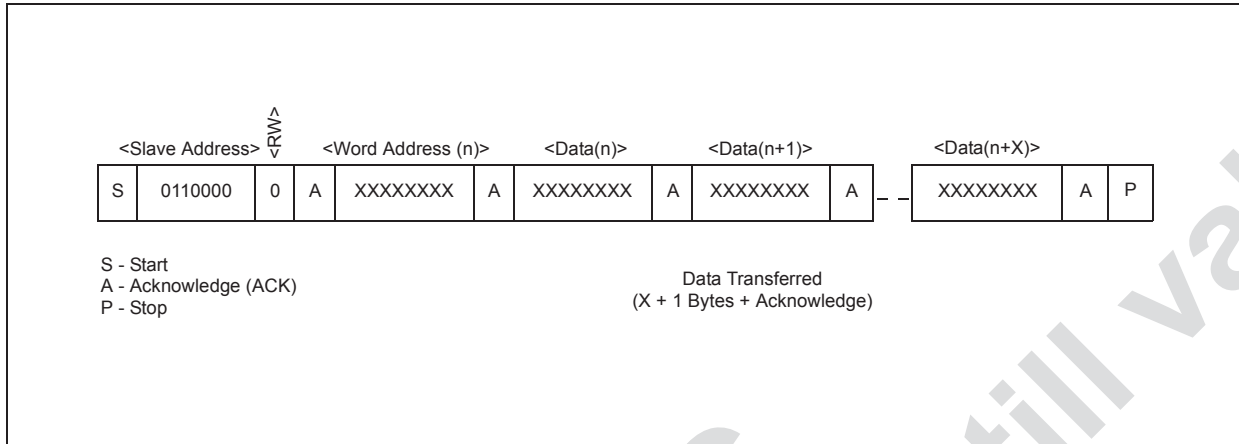 <Slave Address> <RW> <Word Address (n)> <Data(n)> <Data(n+1)> <Data(n+X)>
S 0110000 0 A XXXXXXXX A XXXXXXXX A XXXXXXXX A XXXXXXXX A P
S - Start
A - Acknowledge (ACK)
P - Stop
Data Transferred
(X + 1 Bytes + Acknowledge)
still